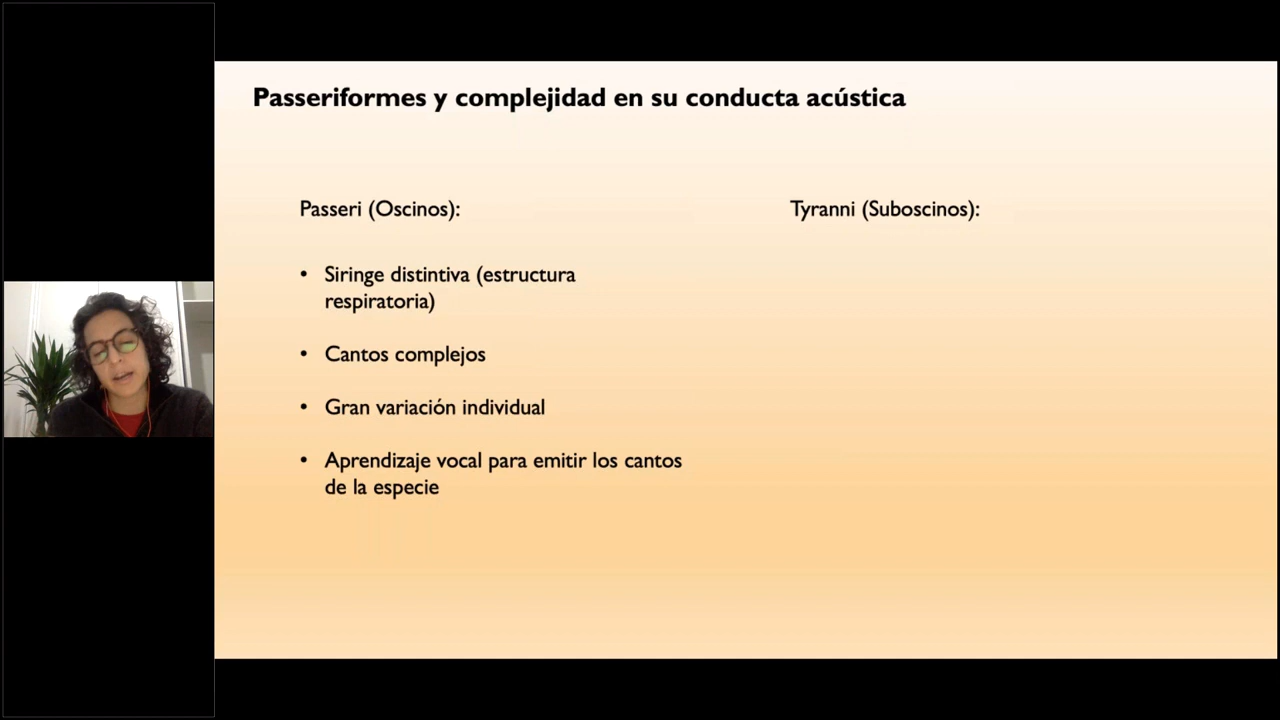 Passeriformes y complejidad en su conducta acústica
Passeri (Oscinos):
• Siringe distintiva (estructura
respiratoria)
• Cantos complejos
• Gran variación individual
• Aprendizaje vocal para emitir los cantos
de la especie
Tyranni (Suboscinos):